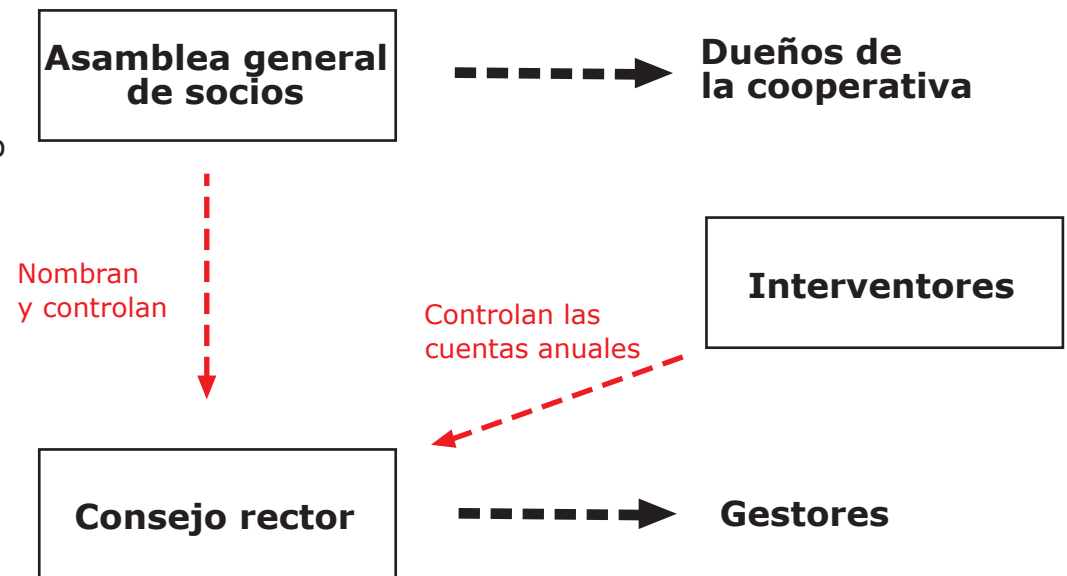 Asamblea general
de socios
Dueños de
la cooperativa
o
Nombran
y controlan
Interventores
Controlan las
cuentas anuales
Consejo rector
Gestores